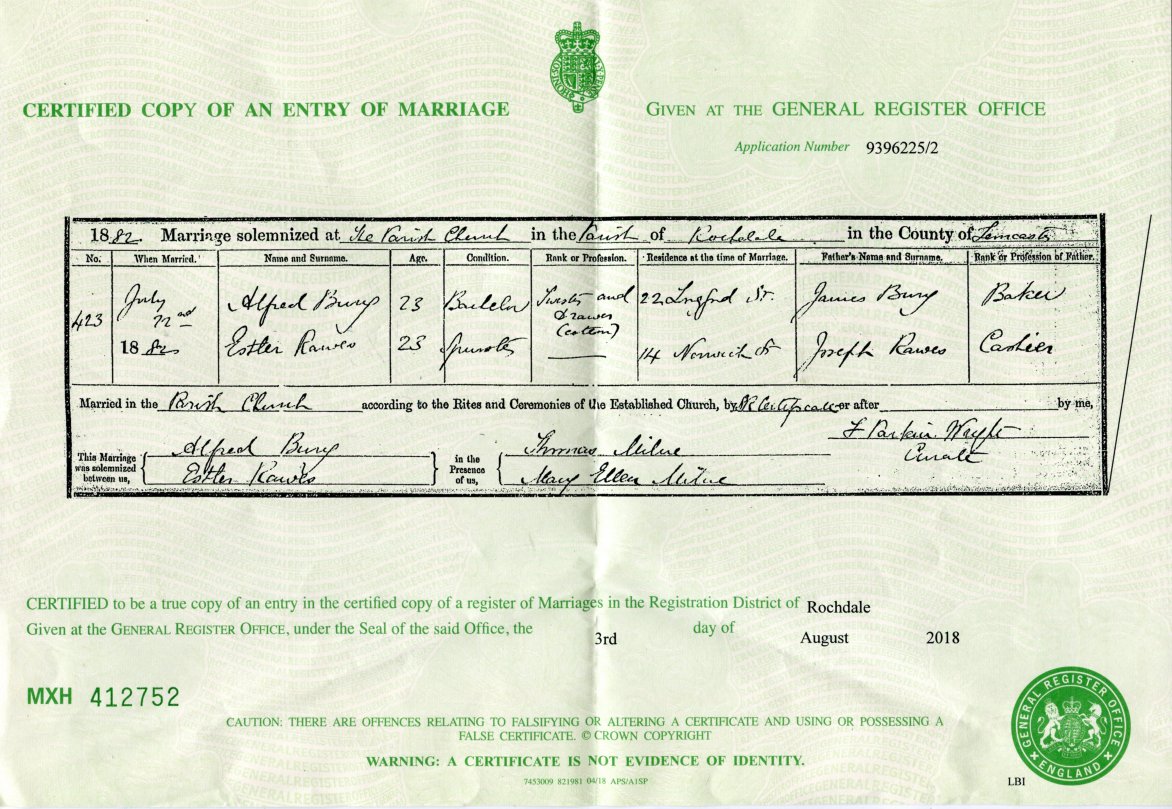 CERTIFIED COPY OF AN ENTRY OF MARRIAGE
GIVEN AT THE GENERAL REGISTER OFFICE
Application Number 9396225/2
1882. Marriage solemnized at The Parish Church in the Parish of Rochdale in the County of Lancaster
No. When Married. Name and Surname. Age. Condition. Rank or Profession. Residence at the time of Marriage. Father's Name and Surname. Rank or Profession of Father.
423 July 22nd 1882
Alfred Bury 23 Bachelor Twister and Drawer (cotton) 22 St. James Bury Baker
Esther Rawes 23 Spinster 14 Norwich St Joseph Rawes Cashier
Married in the Parish Church according to the Rites and Ceremonies of the Established Church, by Certificate or after by me,
This Marriage was solemnized between us,
Alfred Bury
Esther Rawes
in the Presence of us,
Thomas Milne
Mary Ellen Milne
F Parkin
Curate
CERTIFIED to be a true copy of an entry in the certified copy of a register of Marriages in the Registration District of Rochdale
Given at the GENERAL REGISTER OFFICE, under the Seal of the said Office, the 3rd day of August 2018
MXH 412752
CAUTION: THERE ARE OFFENCES RELATING TO FALSIFYING OR ALTERING A CERTIFICATE AND USING OR POSSESSING A
FALSE CERTIFICATE. © CROWN COPYRIGHT
WARNING: A CERTIFICATE IS NOT EVIDENCE OF IDENTITY.
7453009 821981 04/18 APS/A1SP
GENERAL REGISTER OFFICE
ENGLAND
LBI